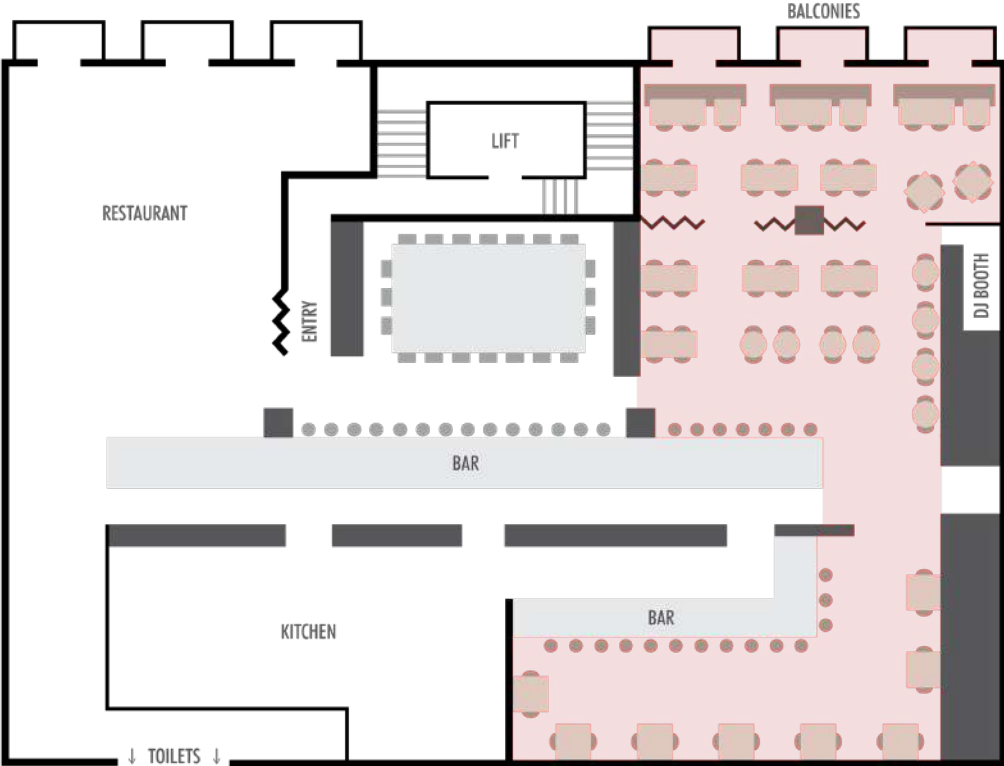 BALCONIES
LIFT
RESTAURANT
ENTRY
DJ BOOTH
BAR
BAR
KITCHEN
↓ TOILETS ↓